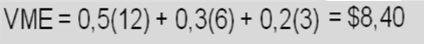 VME = 0,5(12) + 0,3(6) + 0,2(3) = $8,40